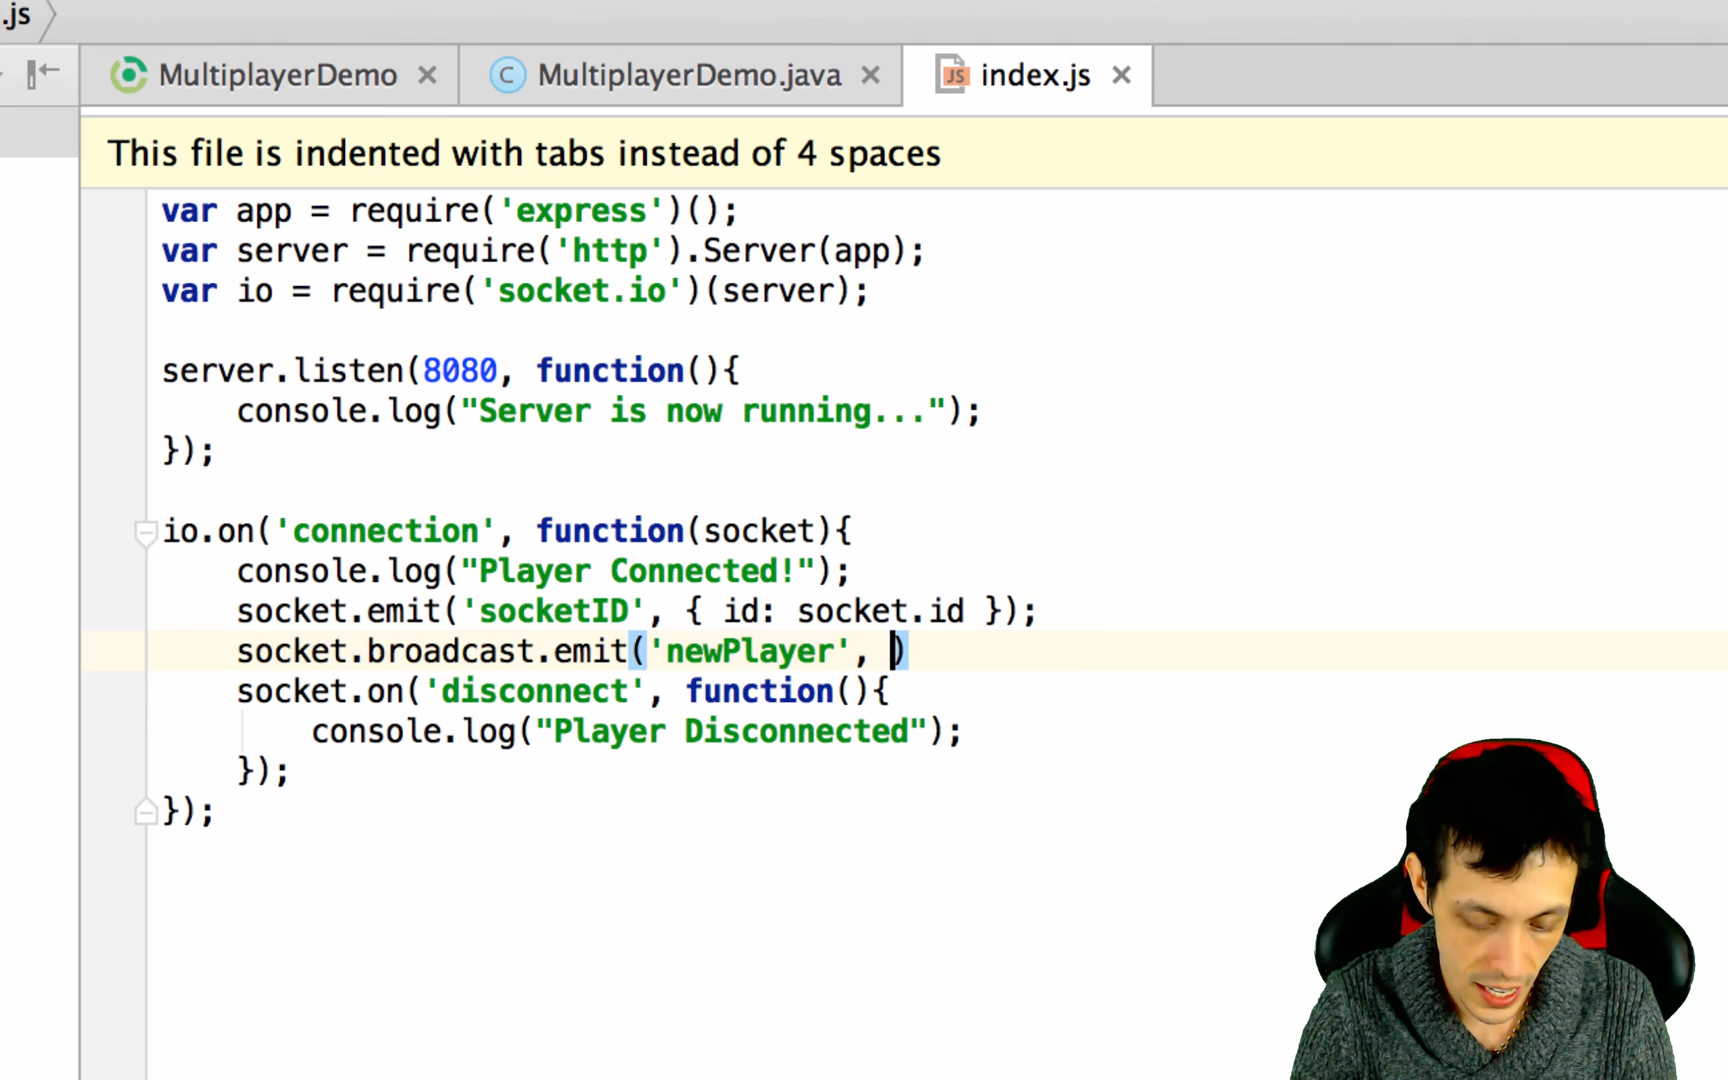 .js
MultiplayerDemo
MultiplayerDemo.java
JS index.js
This file is indented with tabs instead of 4 spaces
var app = require('express')();
var server = require('http').Server(app);
var io = require('socket.io')(server);
server.listen(8080, function(){
console.log("Server is now running...");
});
io.on('connection', function(socket){
console.log("Player Connected!");
socket.emit('socketID', { id: socket.id });
socket.broadcast.emit('newPlayer', )
socket.on('disconnect', function(){
console.log("Player Disconnected");
});
});